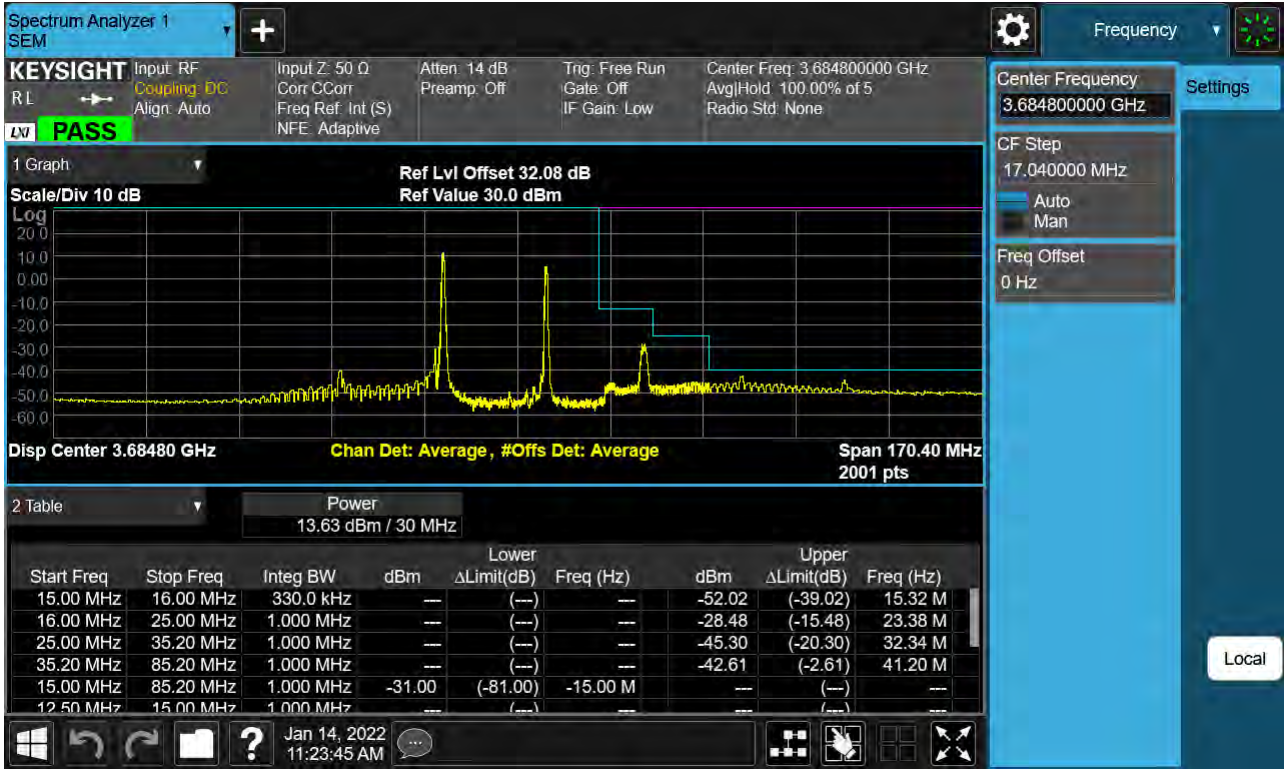 Spectrum Analyzer 1
SEM
+
Frequency
KEYSIGHT
RL
LXI PASS
Input: RF
Coupling: DC
Align: Auto
Input Z: 50 Ω
Corr CCorr
Freq Ref: Int (S)
NFE: Adaptive
Atten: 14 dB
Preamp: Off
Trig: Free Run
Gate: Off
IF Gain: Low
Center Freq: 3.684800000 GHz
Avg|Hold: 100.00% of 5
Radio Std: None
Center Frequency
3.684800000 GHz
Settings
CF Step
17.040000 MHz
Auto
Man
Freq Offset
0 Hz
Local
1 Graph
Scale/Div 10 dB
Ref Lvl Offset 32.08 dB
Ref Value 30.0 dBm
Log
20.0
10.0
0.00
-10.0
-20.0
-30.0
-40.0
-50.0
-60.0
Disp Center 3.68480 GHz
Chan Det: Average, #Offs Det: Average
Span 170.40 MHz
2001 pts
2 Table
Power
13.63 dBm / 30 MHz
Lower Upper
Start Freq Stop Freq Integ BW dBm ΔLimit(dB) Freq (Hz) dBm ΔLimit(dB) Freq (Hz)
15.00 MHz 16.00 MHz 330.0 kHz --- (---) --- -52.02 (-39.02) 15.32 M
16.00 MHz 25.00 MHz 1.000 MHz --- (---) --- -28.48 (-15.48) 23.38 M
25.00 MHz 35.20 MHz 1.000 MHz --- (---) --- -45.30 (-20.30) 32.34 M
35.20 MHz 85.20 MHz 1.000 MHz --- (---) --- -42.61 (-2.61) 41.20 M
15.00 MHz 85.20 MHz 1.000 MHz -31.00 (-81.00) -15.00 M --- (---) ---
12.50 MHz 15.00 MHz 1.000 MHz --- (---) --- (---)
?
Jan 14, 2022
11:23:45 AM